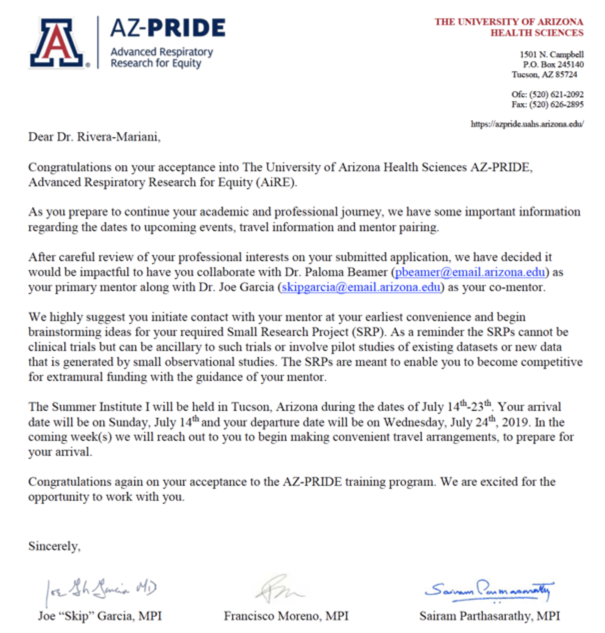 AZ-PRIDE
Advanced Respiratory
Research for Equity
THE UNIVERSITY OF ARIZONA
HEALTH SCIENCES
1501 N. Campbell
P.O. Box 245140
Tucson, AZ 85724
Ofc: (520) 621-2092
Fax: (520) 626-2895
https://azpride.uahs.arizona.edu/
Dear Dr. Rivera-Mariani,
Congratulations on your acceptance into The University of Arizona Health Sciences AZ-PRIDE,
Advanced Respiratory Research for Equity (AiRE).
As you prepare to continue your academic and professional journey, we have some important information
regarding the dates to upcoming events, travel information and mentor pairing.
After careful review of your professional interests on your submitted application, we have decided it
would be impactful to have you collaborate with Dr. Paloma Beamer (pbeamer@email.arizona.edu) as
your primary mentor along with Dr. Joe Garcia (skipgarcia@email.arizona.edu) as your co-mentor.
We highly suggest you initiate contact with your mentor at your earliest convenience and begin
brainstorming ideas for your required Small Research Project (SRP). As a reminder the SRPs cannot be
clinical trials but can be ancillary to such trials or involve pilot studies of existing datasets or new data
that is generated by small observational studies. The SRPs are meant to enable you to become competitive
for extramural funding with the guidance of your mentor.
The Summer Institute I will be held in Tucson, Arizona during the dates of July 14th-23th. Your arrival
date will be on Sunday, July 14th and your departure date will be on Wednesday, July 24th, 2019. In the
coming week(s) we will reach out to you to begin making convenient travel arrangements, to prepare for
your arrival.
Congratulations again on your acceptance to the AZ-PRIDE training program. We are excited for the
opportunity to work with you.
Sincerely,
Joe "Skip" Garcia, MPI
Francisco Moreno, MPI
Sairam Parthasarathy, MPI